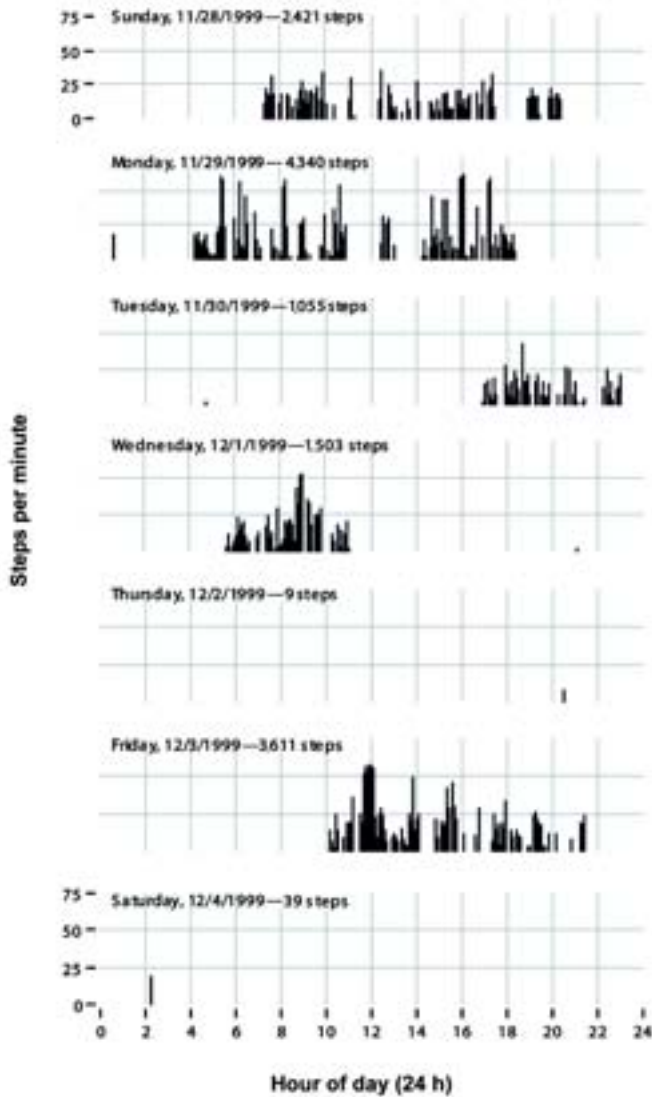 75
Sunday, 11/28/1999—2,421 steps
50
25
0
Monday, 11/29/1999—4,340 steps
Tuesday, 11/30/1999—1,055 steps
Wednesday, 12/1/1999—1,503 steps
Steps per minute
Thursday, 12/2/1999—9 steps
Friday, 12/3/1999—3,611 steps
75
Saturday, 12/4/1999—39 steps
50
25
0
0 2 4 6 8 10 12 14 16 18 20 22 24
Hour of day (24 h)